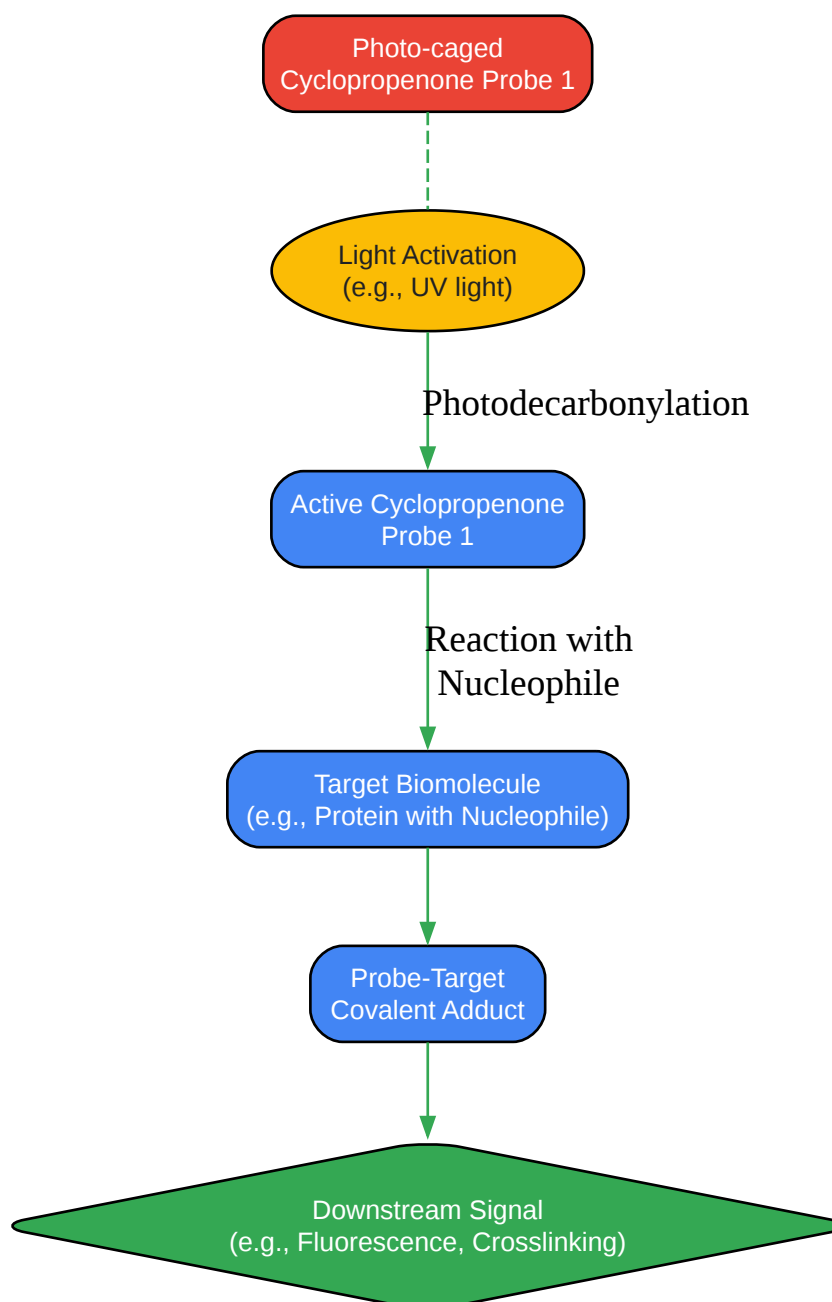 Photo-caged
Cyclopropenone Probe 1
Light Activation
(e.g., UV light)
Photodecarbonylation
Active Cyclopropenone
Probe 1
Reaction with
Nucleophile
Target Biomolecule
(e.g., Protein with Nucleophile)
Probe-Target
Covalent Adduct
Downstream Signal
(e.g., Fluorescence, Crosslinking)